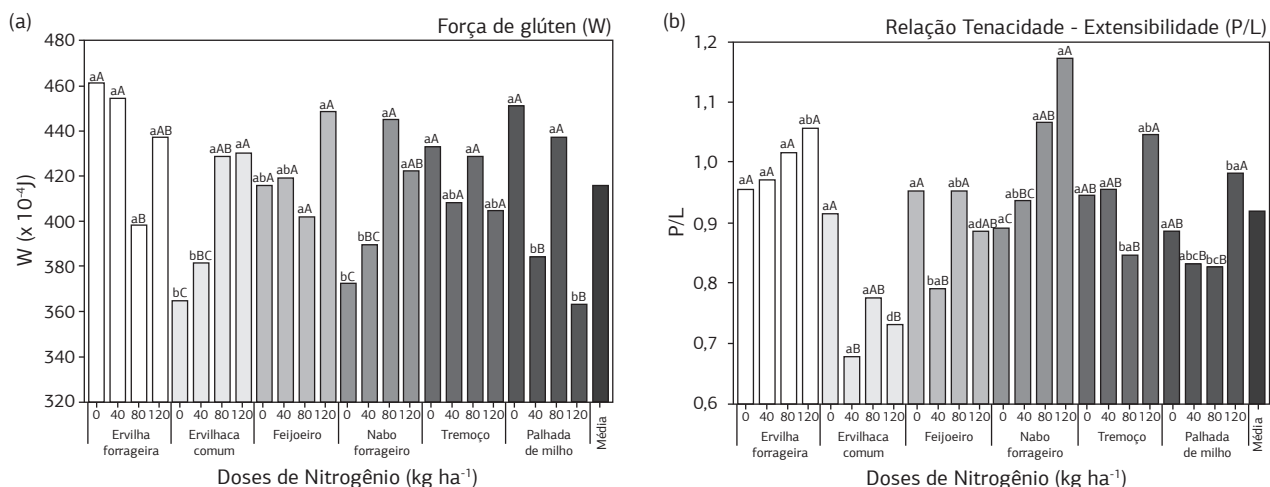 (a)
Força de glúten (W)
480
460
440
420
400
380
360
340
320
W (x 10⁻⁴J)
aA aA aB aAB bC bBC aAB aA abA abA aA aA bC bBC aA aAB aA abA aA abA aA bB aA bB
0 40 80 120 0 40 80 120 0 40 80 120 0 40 80 120 0 40 80 120 0 40 80 120 Média
Ervilha Ervilhaca Feijoeiro Nabo Tremoço Palhada
forrageira comum forrageiro de milho
Doses de Nitrogênio (kg ha⁻¹)
(b)
Relação Tenacidade - Extensibilidade (P/L)
1,2
1,1
1,0
0,9
0,8
0,7
0,6
P/L
aA aA aA abA aA aB aAB dB aA baB abA adAB aC abBC aAB aA aAB aAB baB abA aAB abcB bcB baA
0 40 80 120 0 40 80 120 0 40 80 120 0 40 80 120 0 40 80 120 0 40 80 120 Média
Ervilha Ervilhaca Feijoeiro Nabo Tremoço Palhada
forrageira comum forrageiro de milho
Doses de Nitrogênio (kg ha⁻¹)